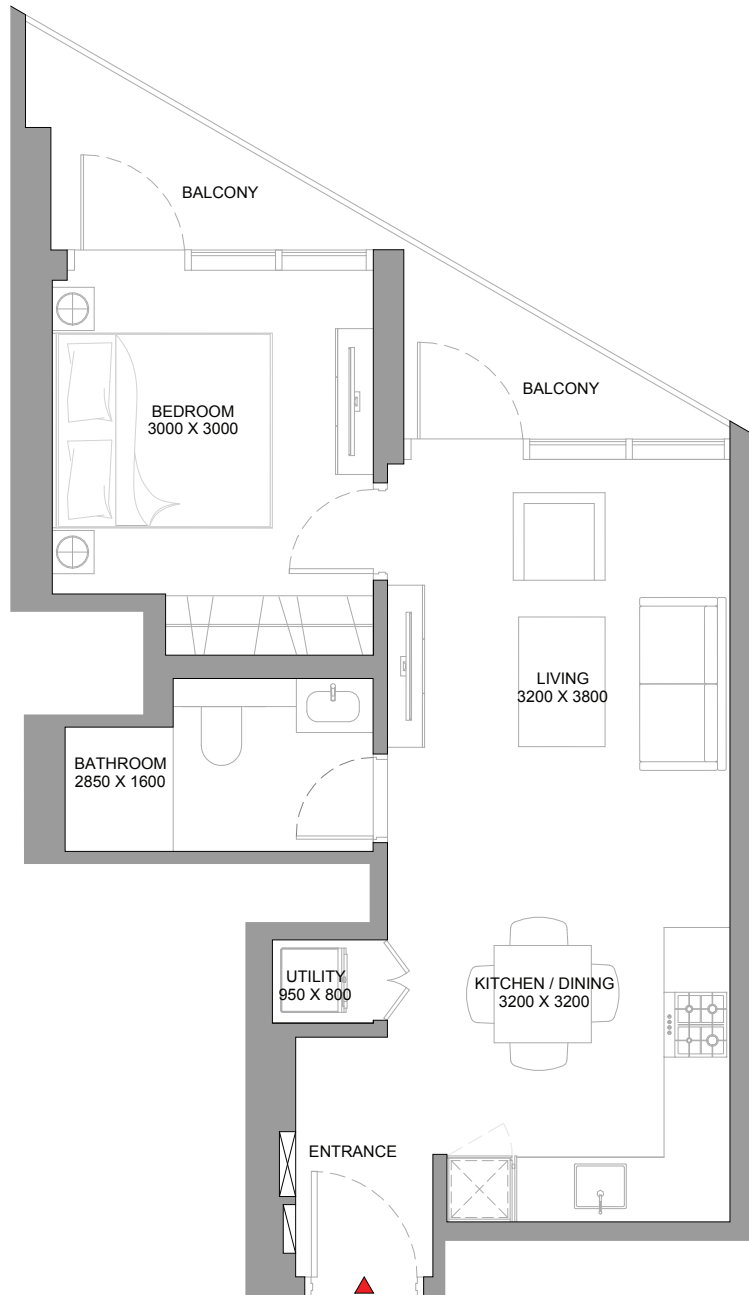 BALCONY
BALCONY
BEDROOM
3000 X 3000
LIVING
3200 X 3800
BATHROOM
2850 X 1600
UTILITY
950 X 800
KITCHEN / DINING
3200 X 3200
ENTRANCE